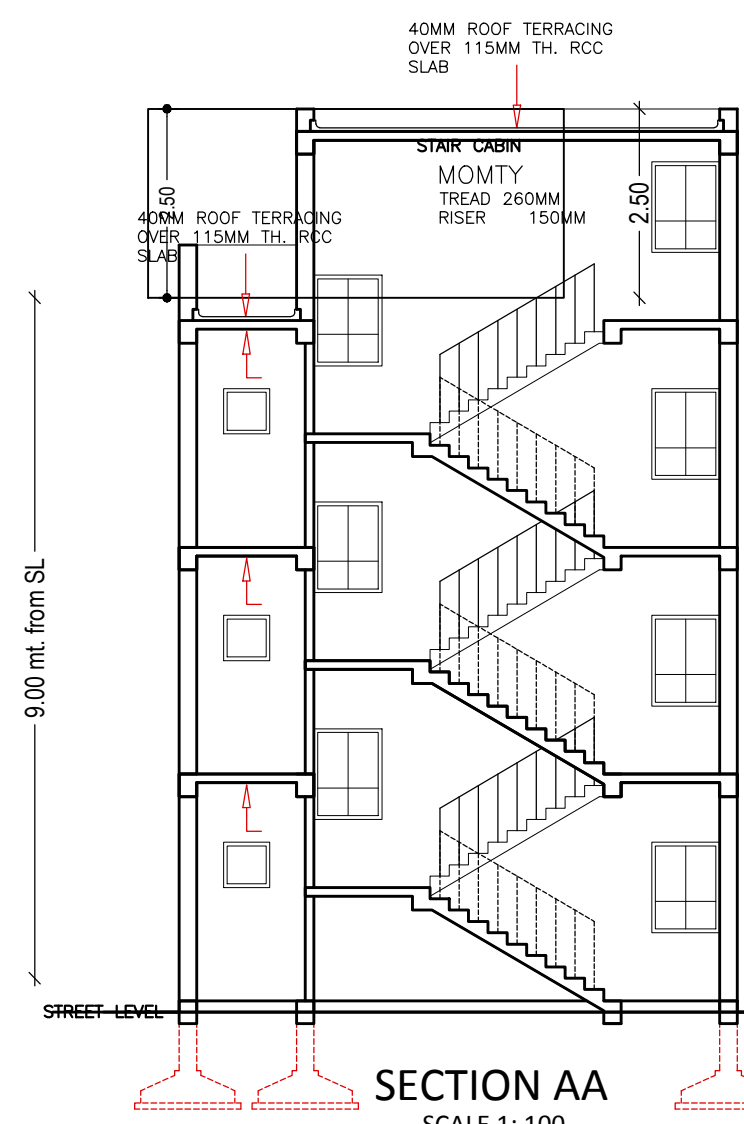 40MM ROOF TERRACING
OVER 115MM TH. RCC
SLAB
STAIR CABIN
MOMTY
TREAD 260MM
RISER 150MM
2.50
2.50
40MM ROOF TERRACING
OVER 115MM TH. RCC
SLAB
9.00 mt. from SL
STREET LEVEL
SECTION AA
SCALE 1: 100